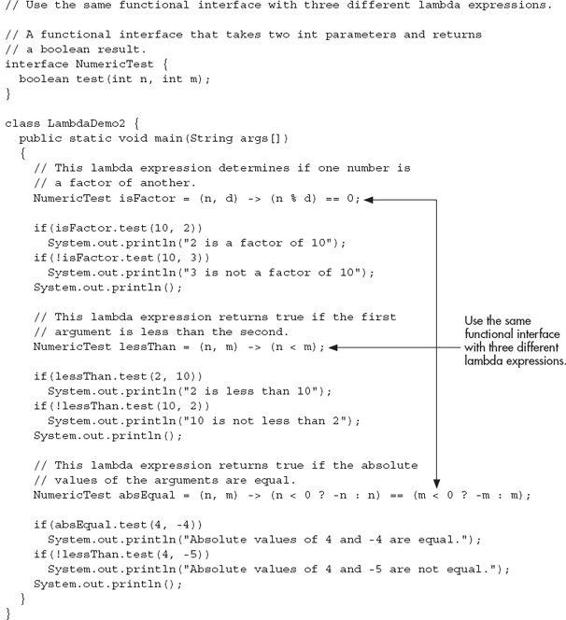 // Use the same functional interface with three different lambda expressions.
// A functional interface that takes two int parameters and returns
// a boolean result.
interface NumericTest {
boolean test(int n, int m);
}
class LambdaDemo2 {
public static void main(String args[])
{
// This lambda expression determines if one number is
// a factor of another.
NumericTest isFactor = (n, d) -> (n % d) == 0;
if(isFactor.test(10, 2))
System.out.println("2 is a factor of 10");
if(!isFactor.test(10, 3))
System.out.println("3 is not a factor of 10");
System.out.println();
// This lambda expression returns true if the first
// argument is less than the second.
NumericTest lessThan = (n, m) -> (n < m);
if(lessThan.test(2, 10))
System.out.println("2 is less than 10");
if(!lessThan.test(10, 2))
System.out.println("10 is not less than 2");
System.out.println();
// This lambda expression returns true if the absolute
// values of the arguments are equal.
NumericTest absEqual = (n, m) -> (n < 0 ? -n : n) == (m < 0 ? -m : m);
if(absEqual.test(4, -4))
System.out.println("Absolute values of 4 and -4 are equal.");
if(!lessThan.test(4, -5))
System.out.println("Absolute values of 4 and -5 are not equal.");
System.out.println();
}
}
Use the same
functional interface
with three different
lambda expressions.